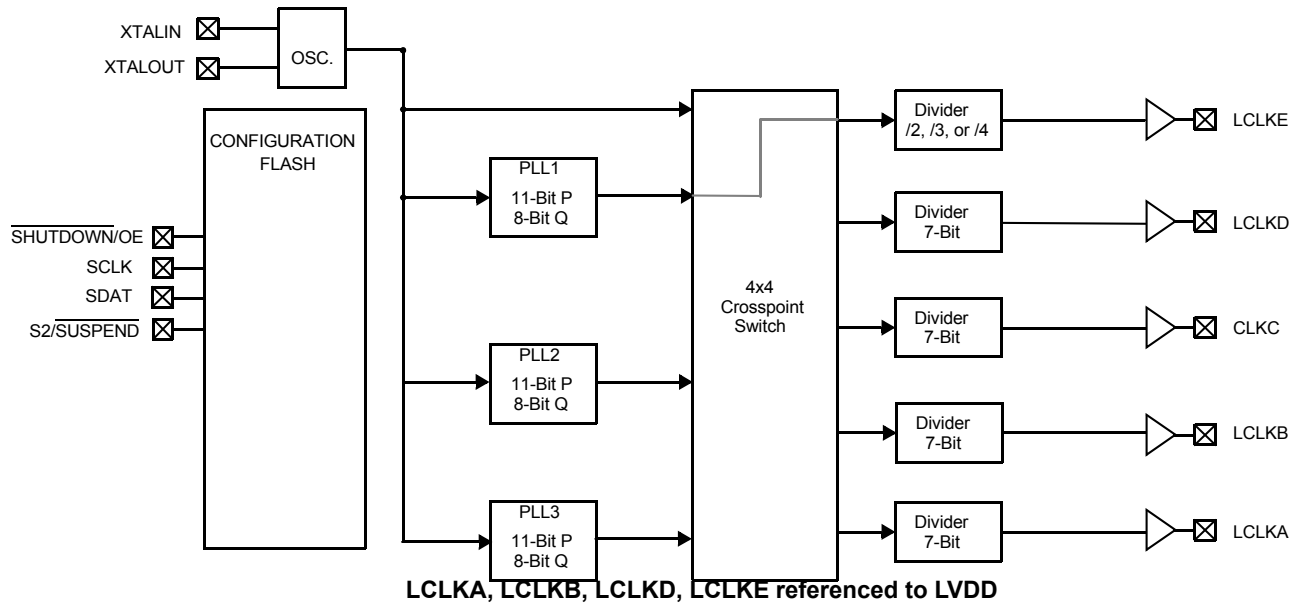 XTALIN
XTALOUT
OSC.
CONFIGURATION
FLASH
SHUTDOWN/OE
SCLK
SDAT
S2/SUSPEND
PLL1
11-Bit P
8-Bit Q
PLL2
11-Bit P
8-Bit Q
PLL3
11-Bit P
8-Bit Q
4x4
Crosspoint
Switch
Divider
/2, /3, or /4
LCLKE
Divider
7-Bit
LCLKD
Divider
7-Bit
CLKC
Divider
7-Bit
LCLKB
Divider
7-Bit
LCLKA
LCLKA, LCLKB, LCLKD, LCLKE referenced to LVDD